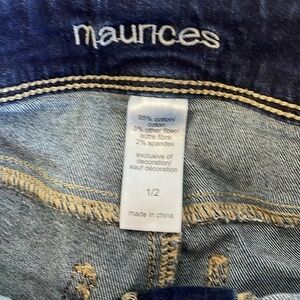 maurices
95% cotton/
coton
3% other fiber/
autre fibre
2% spandex
exclusive of
decoration/
sauf décoration
1/2
made in china